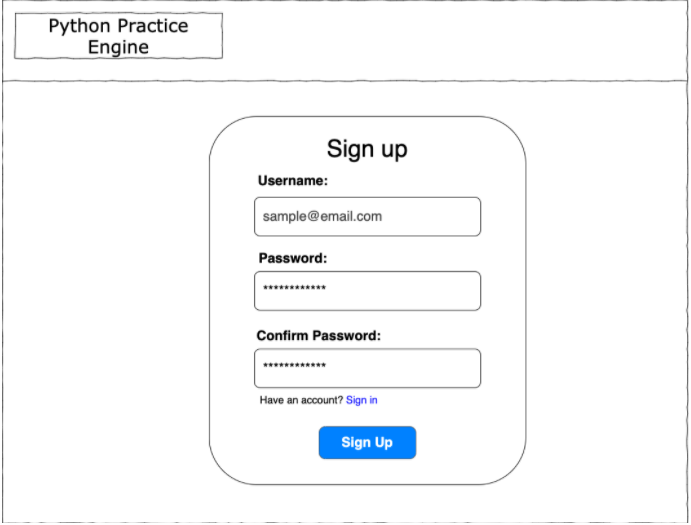 Python Practice
Engine
Sign up
Username:
sample@email.com
Password:
************
Confirm Password:
************
Have an account? Sign in
Sign Up